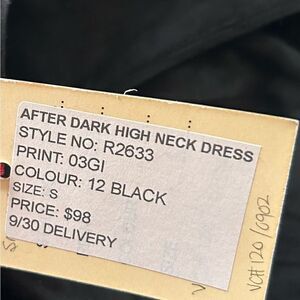 AFTER DARK HIGH NECK DRESS
STYLE NO: R2633
PRINT: 03GI
COLOUR: 12 BLACK
SIZE: S
PRICE: $98
9/30 DELIVERY